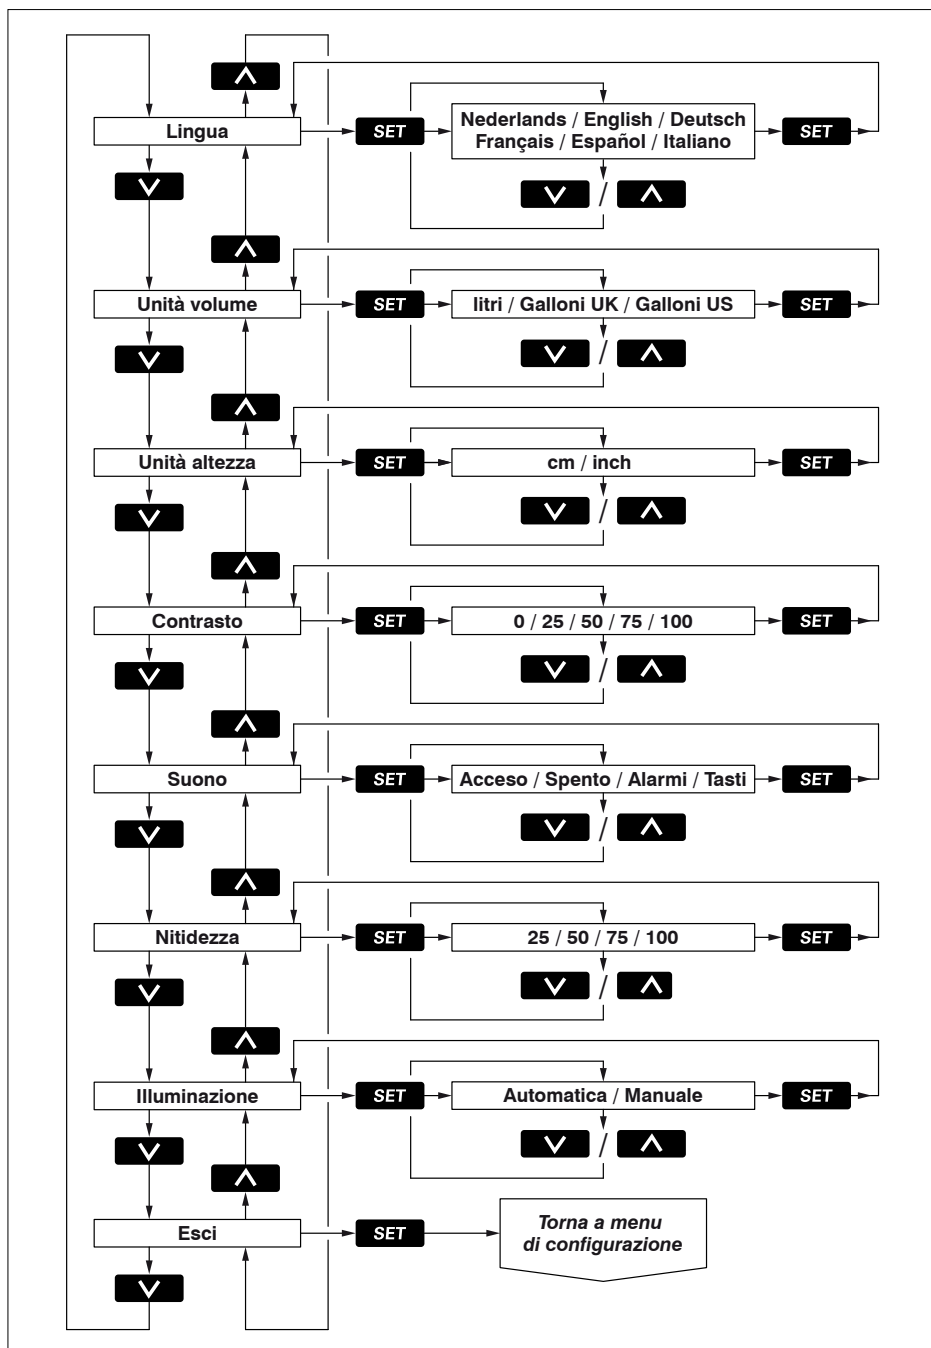 Lingua
SET
Nederlands / English / Deutsch
Français / Español / Italiano
SET
/
Unità volume
SET
litri / Galloni UK / Galloni US
SET
/
Unità altezza
SET
cm / inch
SET
/
Contrasto
SET
0 / 25 / 50 / 75 / 100
SET
/
Suono
SET
Acceso / Spento / Alarmi / Tasti
SET
/
Nitidezza
SET
25 / 50 / 75 / 100
SET
/
Illuminazione
SET
Automatica / Manuale
SET
/
Esci
SET
Torna a menu
di configurazione